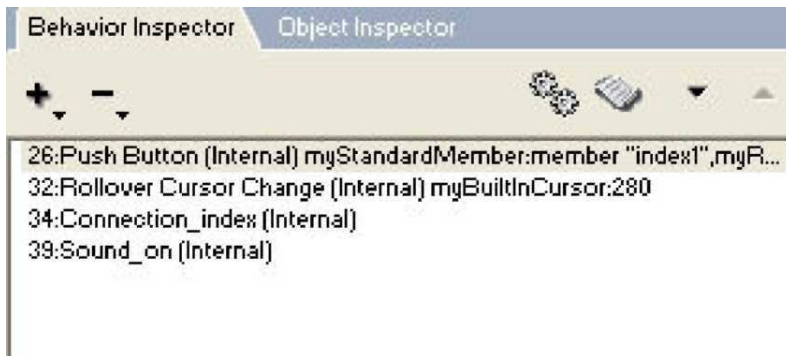 Behavior Inspector Object Inspector
26:Push Button (Internal) myStandardMember:member "index1",myR...
32:Rollover Cursor Change (Internal) myBuiltInCursor:280
34:Connection_index (Internal)
39:Sound_on (Internal)